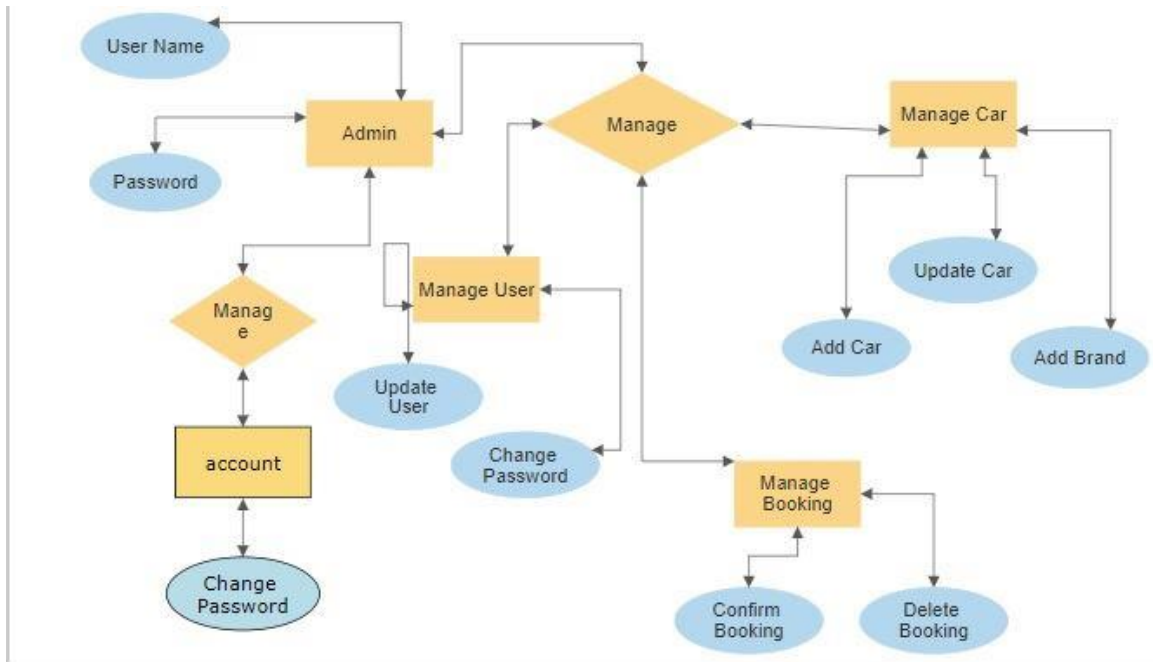 User Name
Admin
Manage
Manage Car
Password
Manage User
Update Car
Manag
e
Add Car
Add Brand
Update
User
account
Change
Password
Manage
Booking
Change
Password
Confirm
Booking
Delete
Booking